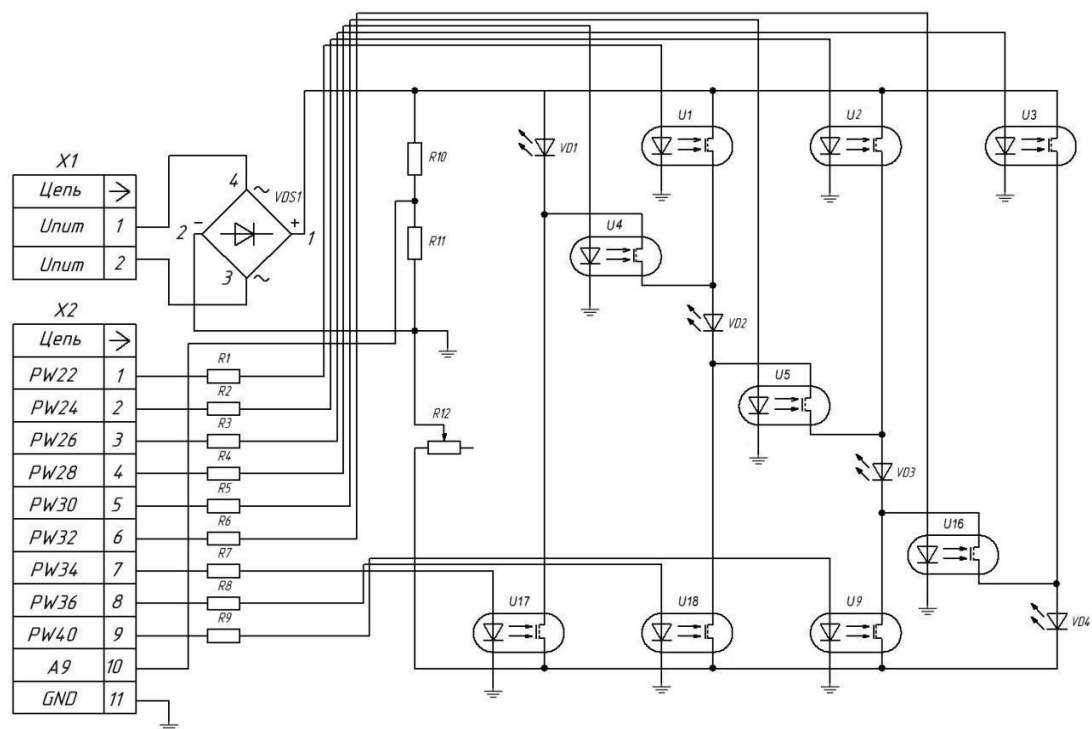 X1
Цепь
Uпит 1
Uпит 2
4
VDS1
2 − + 1
3
X2
Цепь
PW22 1
PW24 2
PW26 3
PW28 4
PW30 5
PW32 6
PW34 7
PW36 8
PW40 9
A9 10
GND 11
R1
R2
R3
R4
R5
R6
R7
R8
R9
R10
R11
R12
VD1
U1
U2
U3
U4
VD2
U5
VD3
U16
U17
U18
U9
VD4